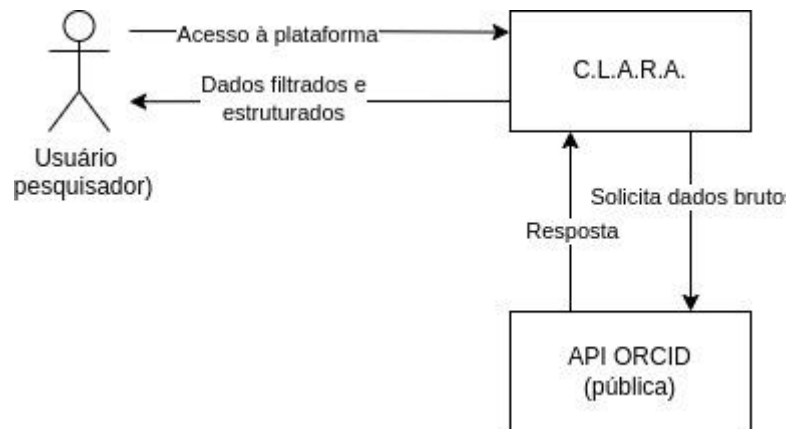 Acesso à plataforma
C.L.A.R.A.
Dados filtrados e
estruturados
Usuário
pesquisador)
Solicita dados brutos
Resposta
API ORCID
(pública)